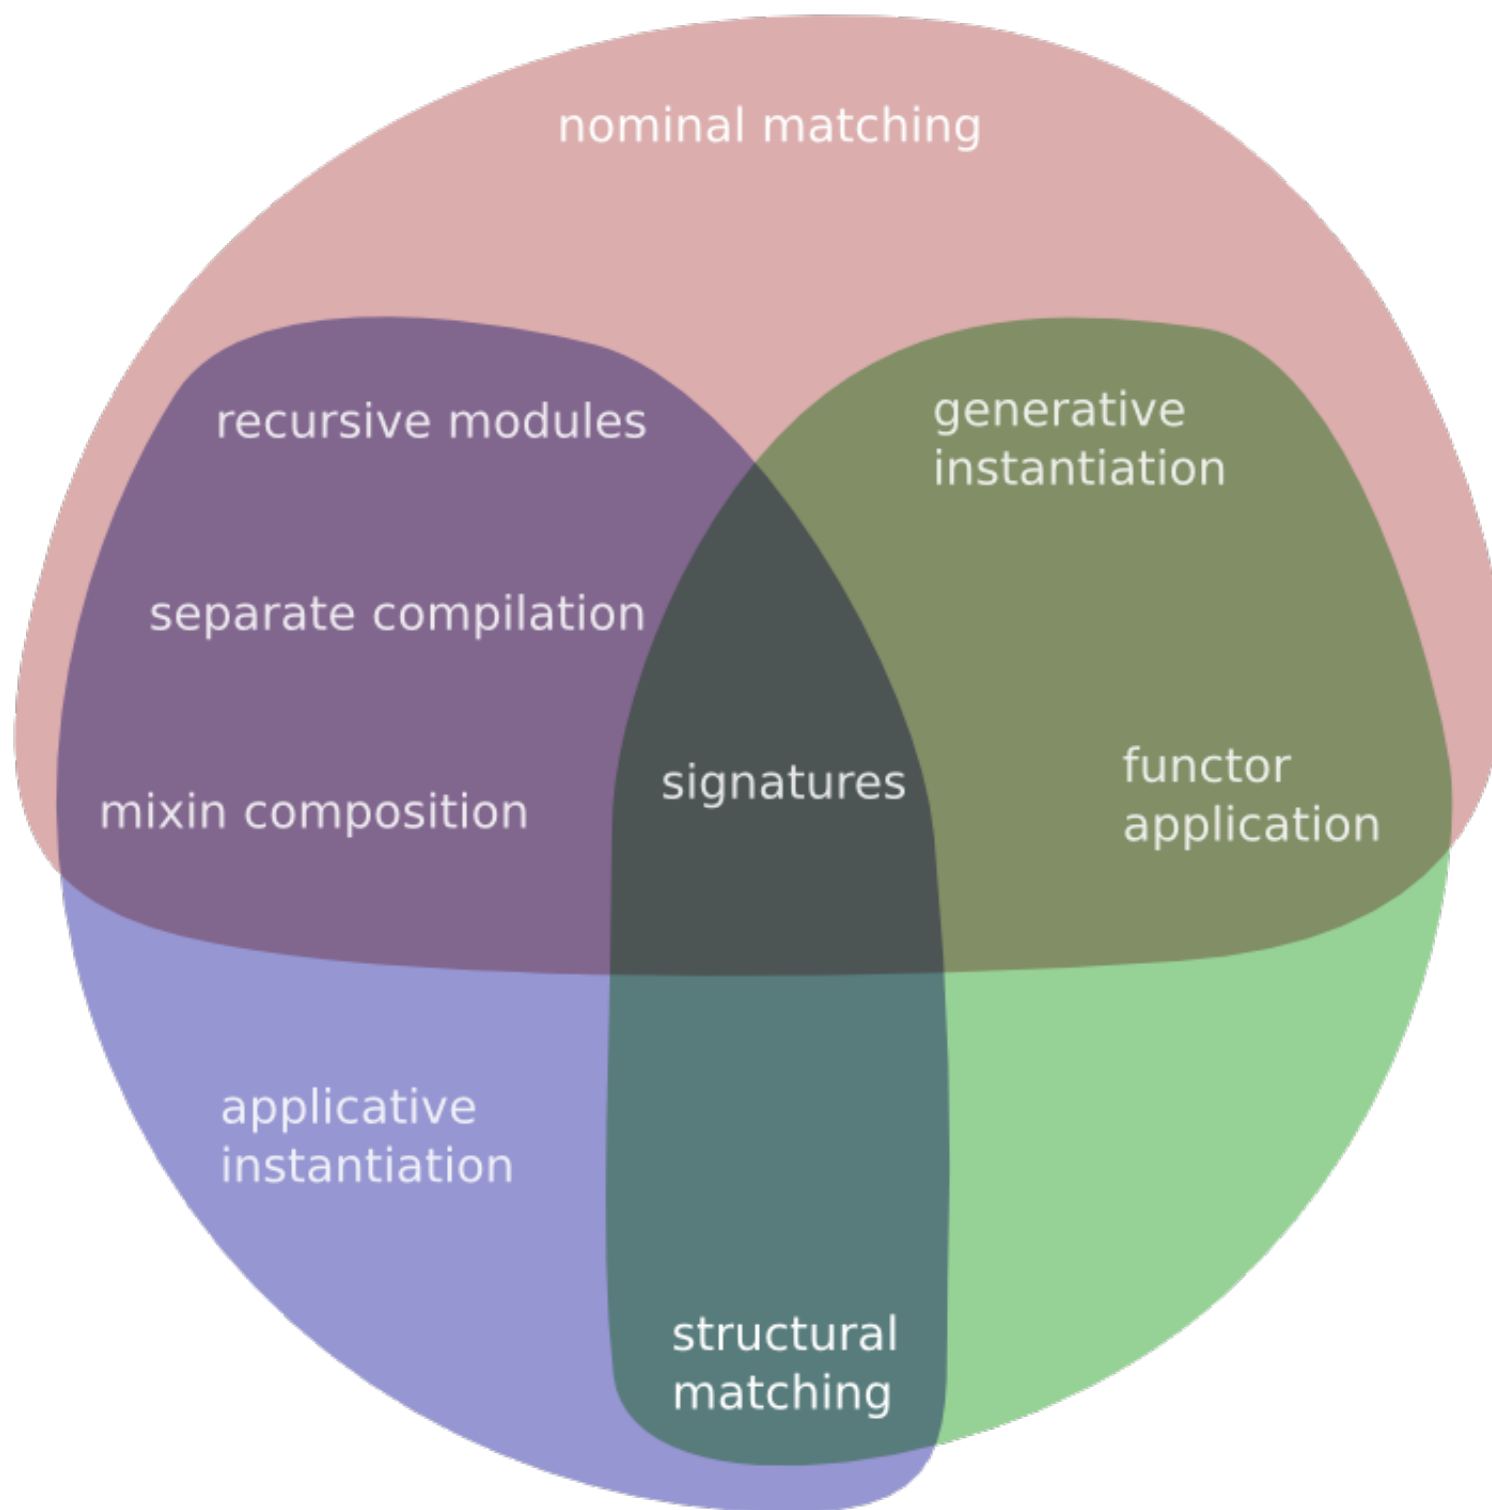 nominal matching
recursive modules
generative
instantiation
separate compilation
signatures
functor
application
mixin composition
applicative
instantiation
structural
matching